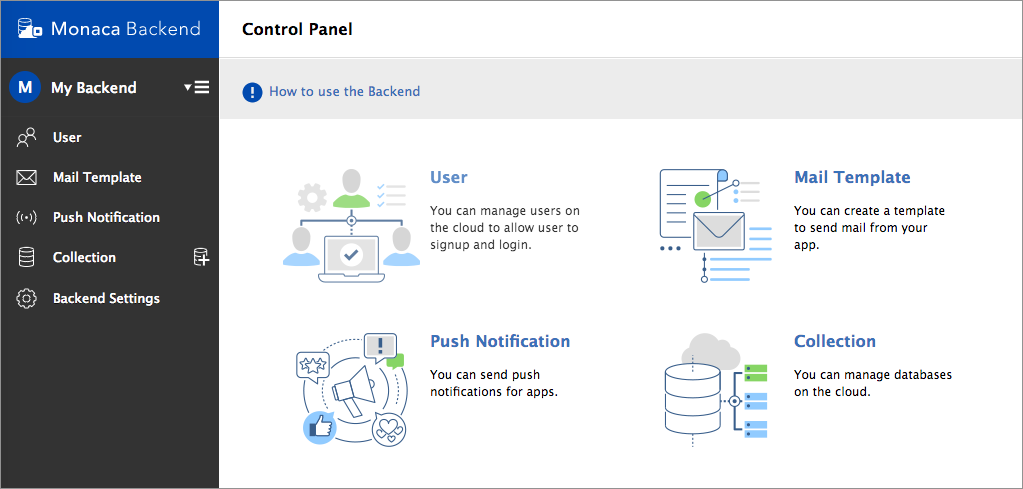 Monaca Backend
Control Panel
M My Backend
How to use the Backend
User
Mail Template
Push Notification
Collection
Backend Settings
User
You can manage users on
the cloud to allow user to
signup and login.
Mail Template
You can create a template
to send mail from your
app.
Push Notification
You can send push
notifications for apps.
Collection
You can manage databases
on the cloud.